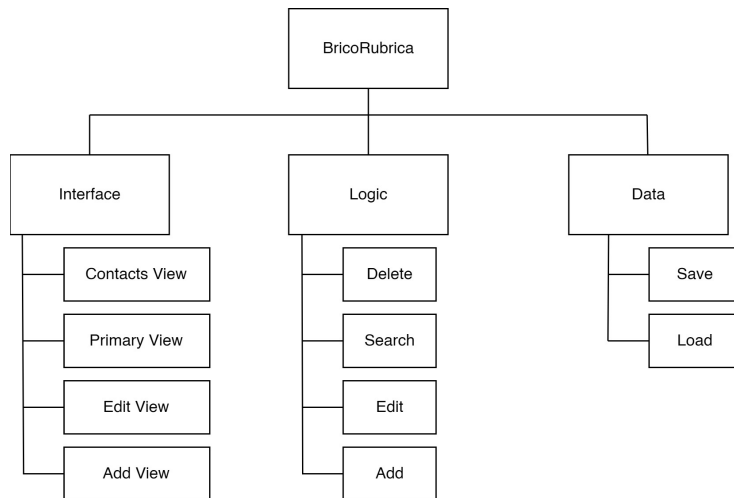 BricoRubrica
Interface
Logic
Data
Contacts View
Delete
Save
Primary View
Search
Load
Edit View
Edit
Add View
Add